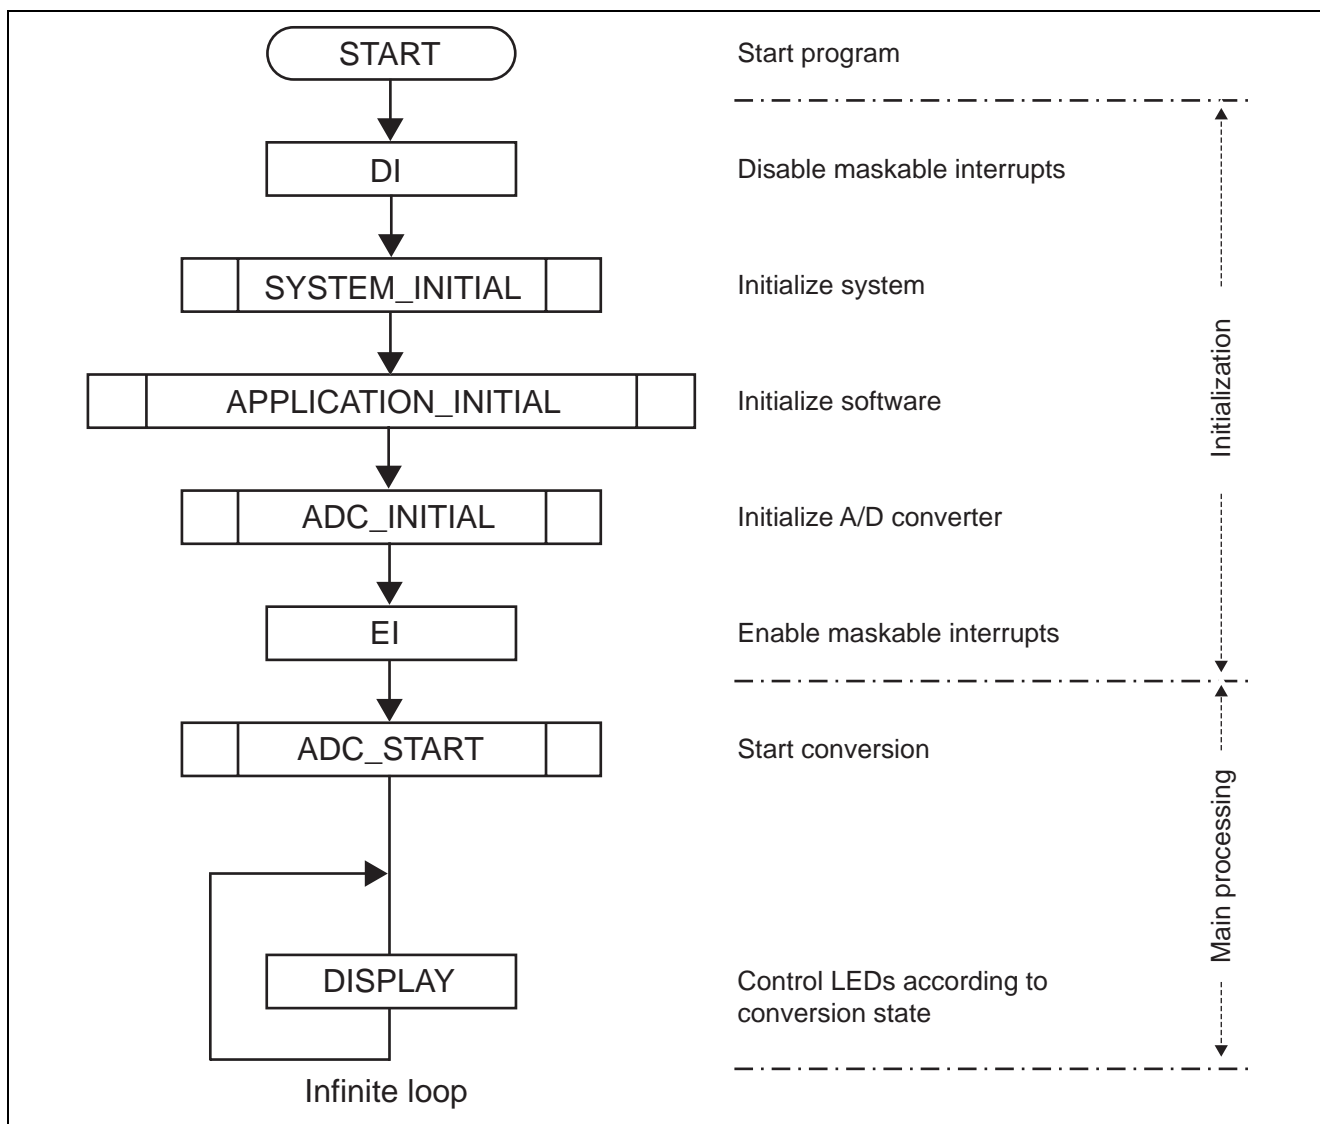 START
Start program
DI
Disable maskable interrupts
SYSTEM_INITIAL
Initialize system
APPLICATION_INITIAL
Initialize software
Initialization
ADC_INITIAL
Initialize A/D converter
EI
Enable maskable interrupts
ADC_START
Start conversion
Main processing
DISPLAY
Control LEDs according to
conversion state
Infinite loop